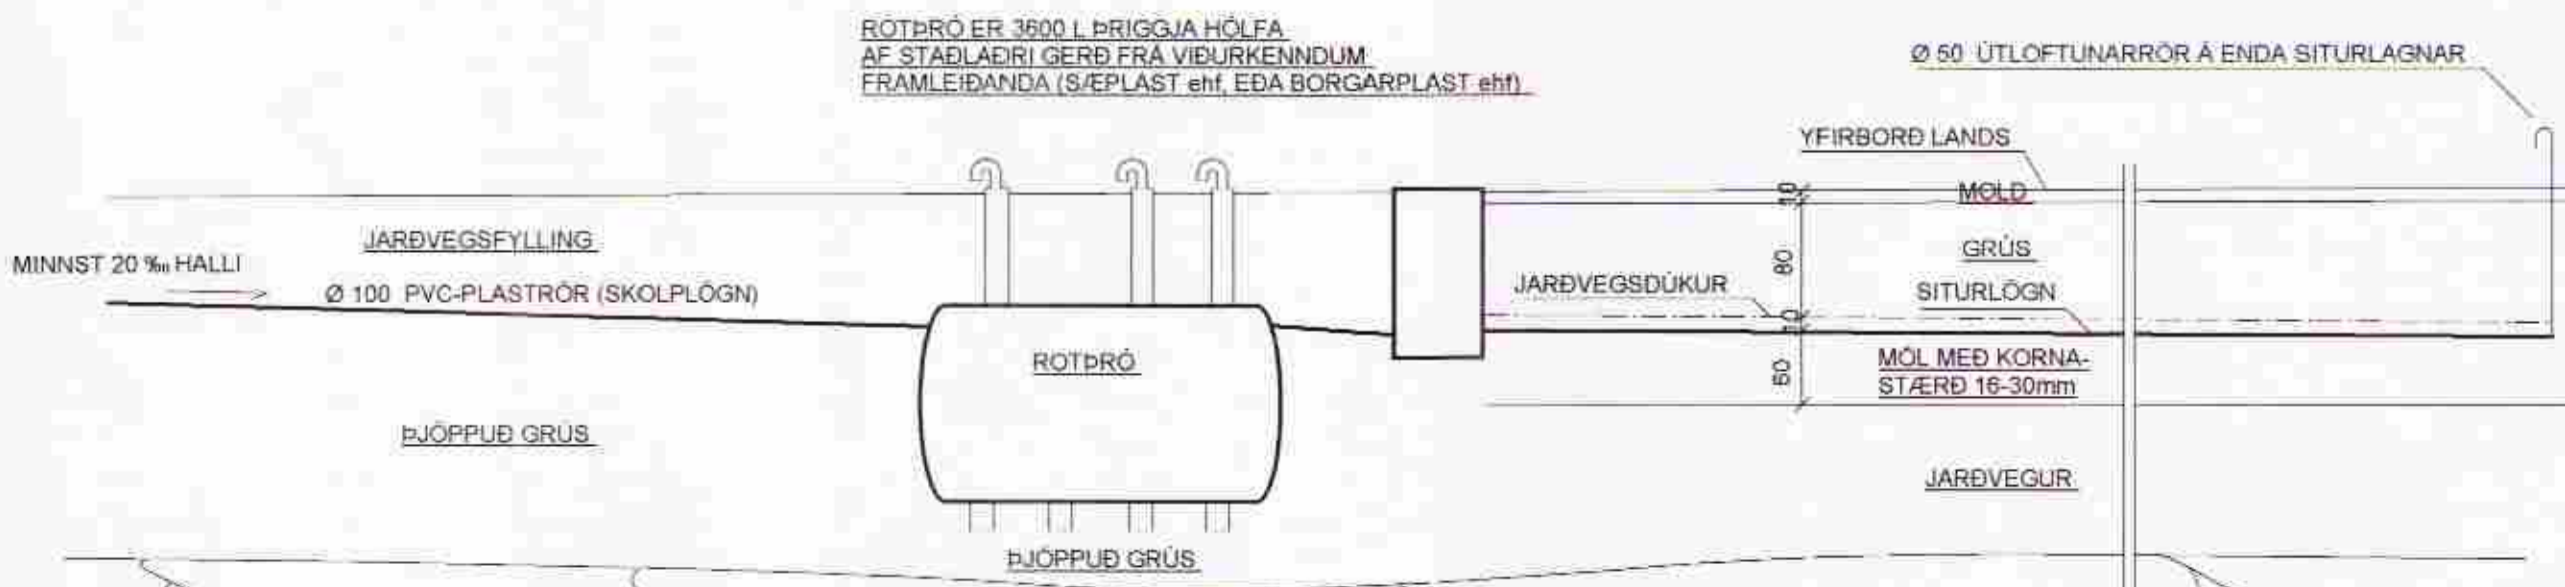 ROTÞRÓ ER 3600 L ÞRIGGJA HÓLFA
AF STAÐLAÐRI GERÐ FRÁ VIÐURKENNDUM
FRAMLEIÐANDA (SÆPLAST ehf, EÐA BORGARPLAST ehf)
Ø 50 ÚTLOFTUNARRÖR Á ENDA SITURLAGNAR
YFIRBORÐ LANDS
10
MOLD
JARÐVEGSFYLLING
GRÚS
80
MINNST 20 ‰ HALLI
Ø 100 PVC-PLASTRÖR (SKOLPLÖGN)
JARÐVEGSDÚKUR
SITURLÖGN
10
ROTÞRÓ
60
MÖL MEÐ KORNA-
STÆRÐ 16-30mm
ÞJÖPPUÐ GRÚS
JARÐVEGUR
ÞJÖPPUÐ GRÚS